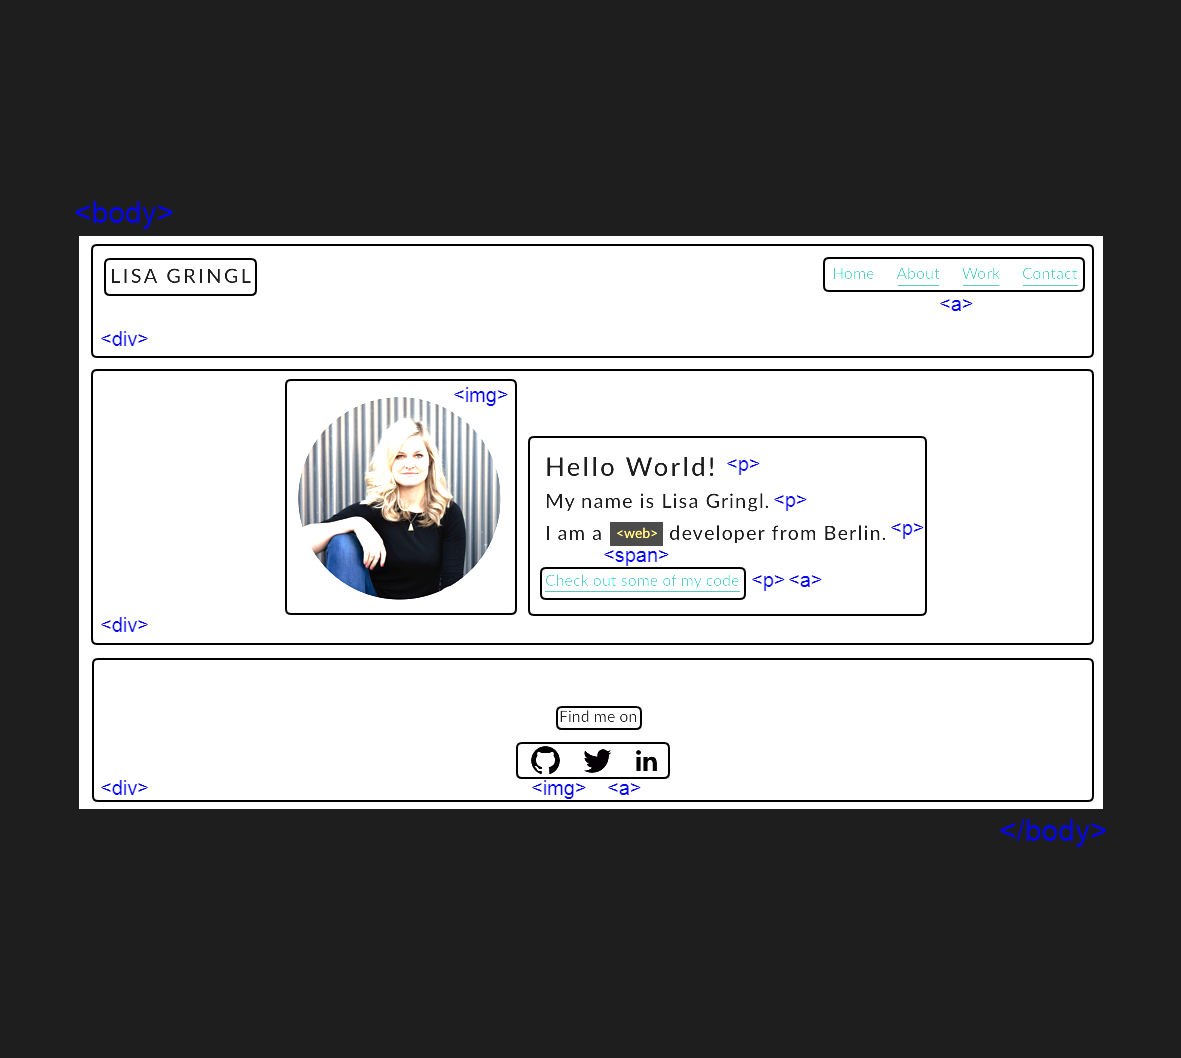 <body>
LISA GRINGL
Home About Work Contact
<a>
<div>
<img>
Hello World! <p>
My name is Lisa Gringl. <p>
I am a <web> developer from Berlin. <p>
<span>
Check out some of my code <p> <a>
<div>
Find me on
in
<div> <img> <a>
</body>